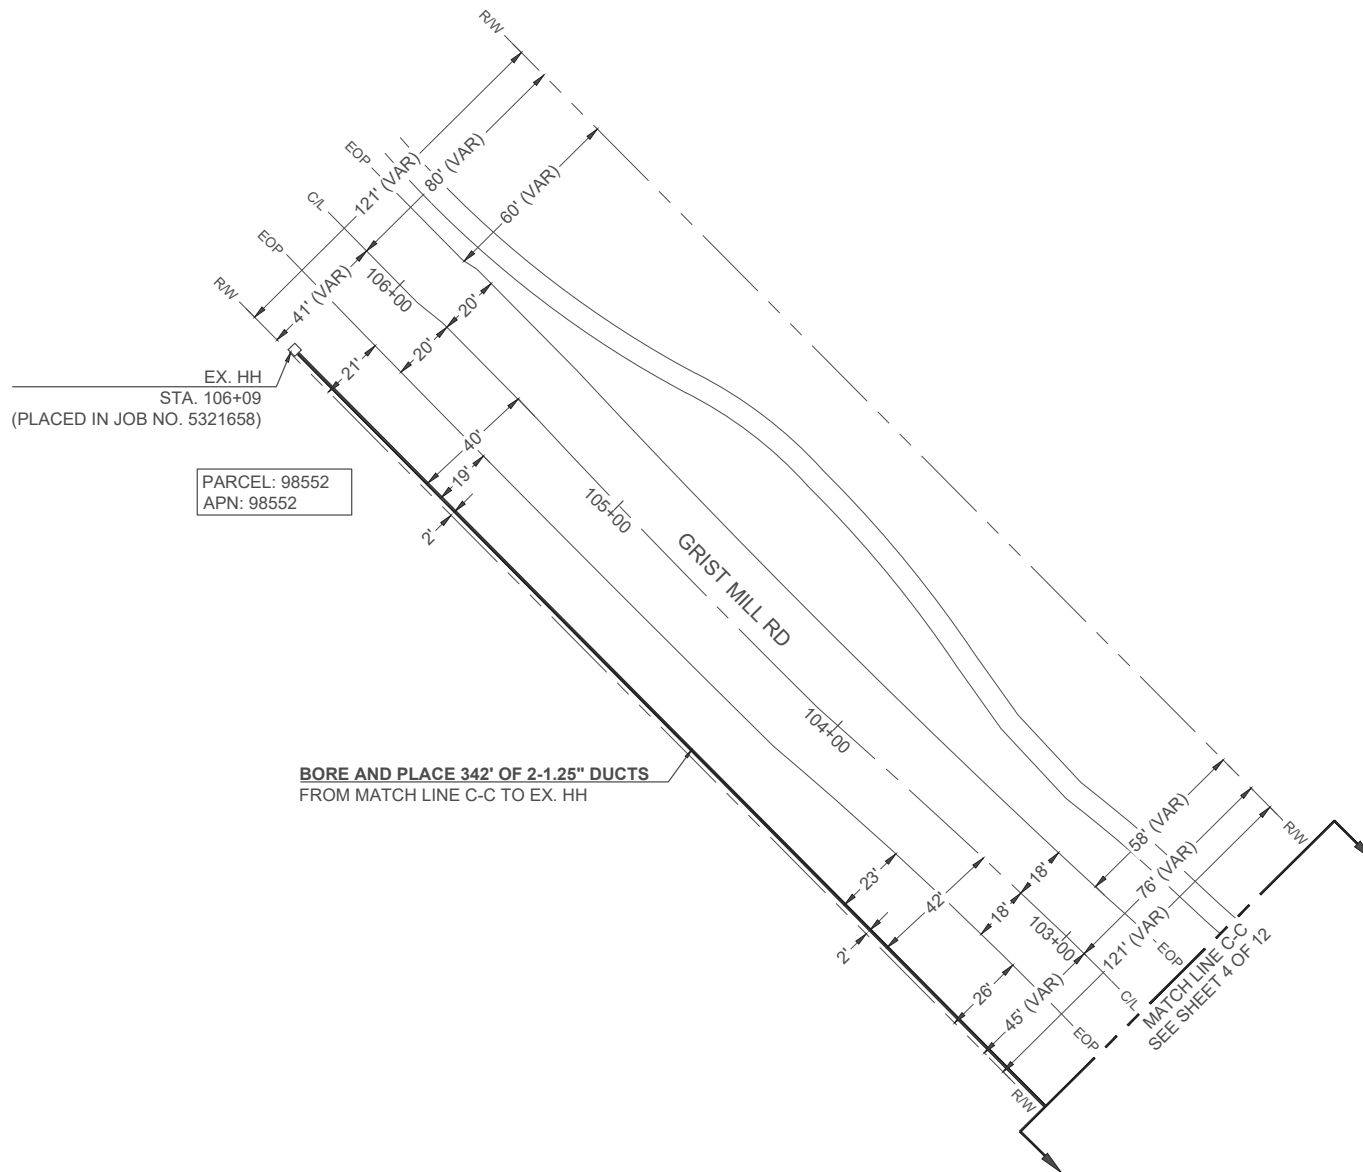 R/W
121' (VAR)
80' (VAR)
EOP
60' (VAR)
C/L
EOP
R/W
41' (VAR)
106+00
20'
20'
21'
EX. HH
STA. 106+09
(PLACED IN JOB NO. 5321658)
40'
19'
2'
PARCEL: 98552
APN: 98552
105+00
GRIST MILL RD
104+00
BORE AND PLACE 342' OF 2-1.25" DUCTS
FROM MATCH LINE C-C TO EX. HH
58' (VAR)
76' (VAR)
121' (VAR)
R/W
18'
18'
23'
42'
2'
103+00
EOP
26'
45' (VAR)
C/L
EOP
R/W
MATCH LINE C-C
SEE SHEET 4 OF 12